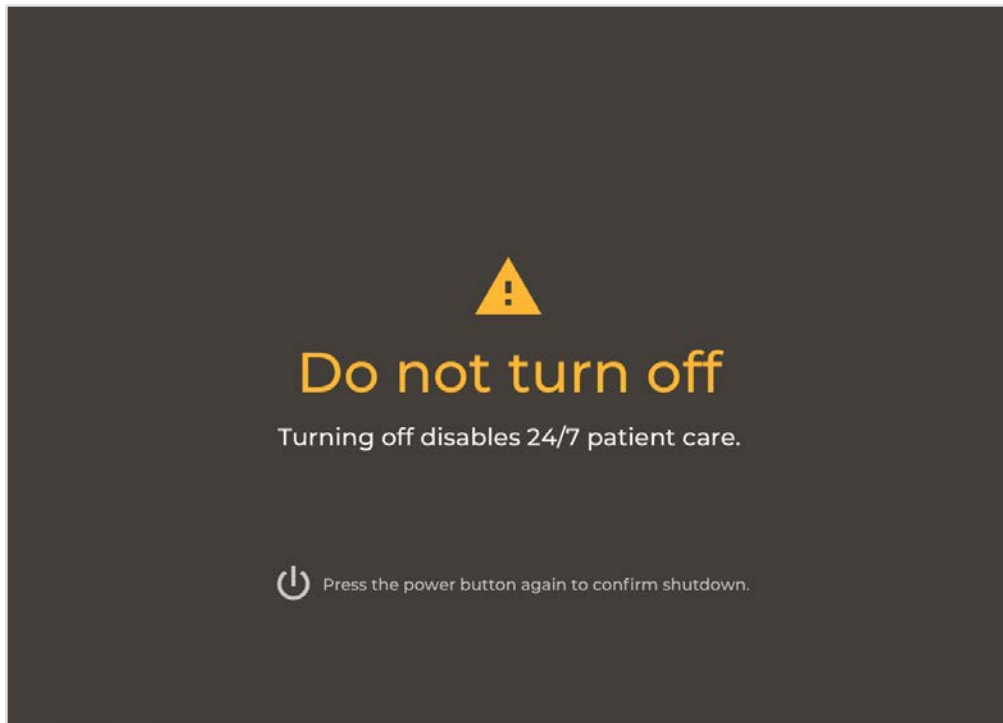 Do not turn off
Turning off disables 24/7 patient care.
Press the power button again to confirm shutdown.